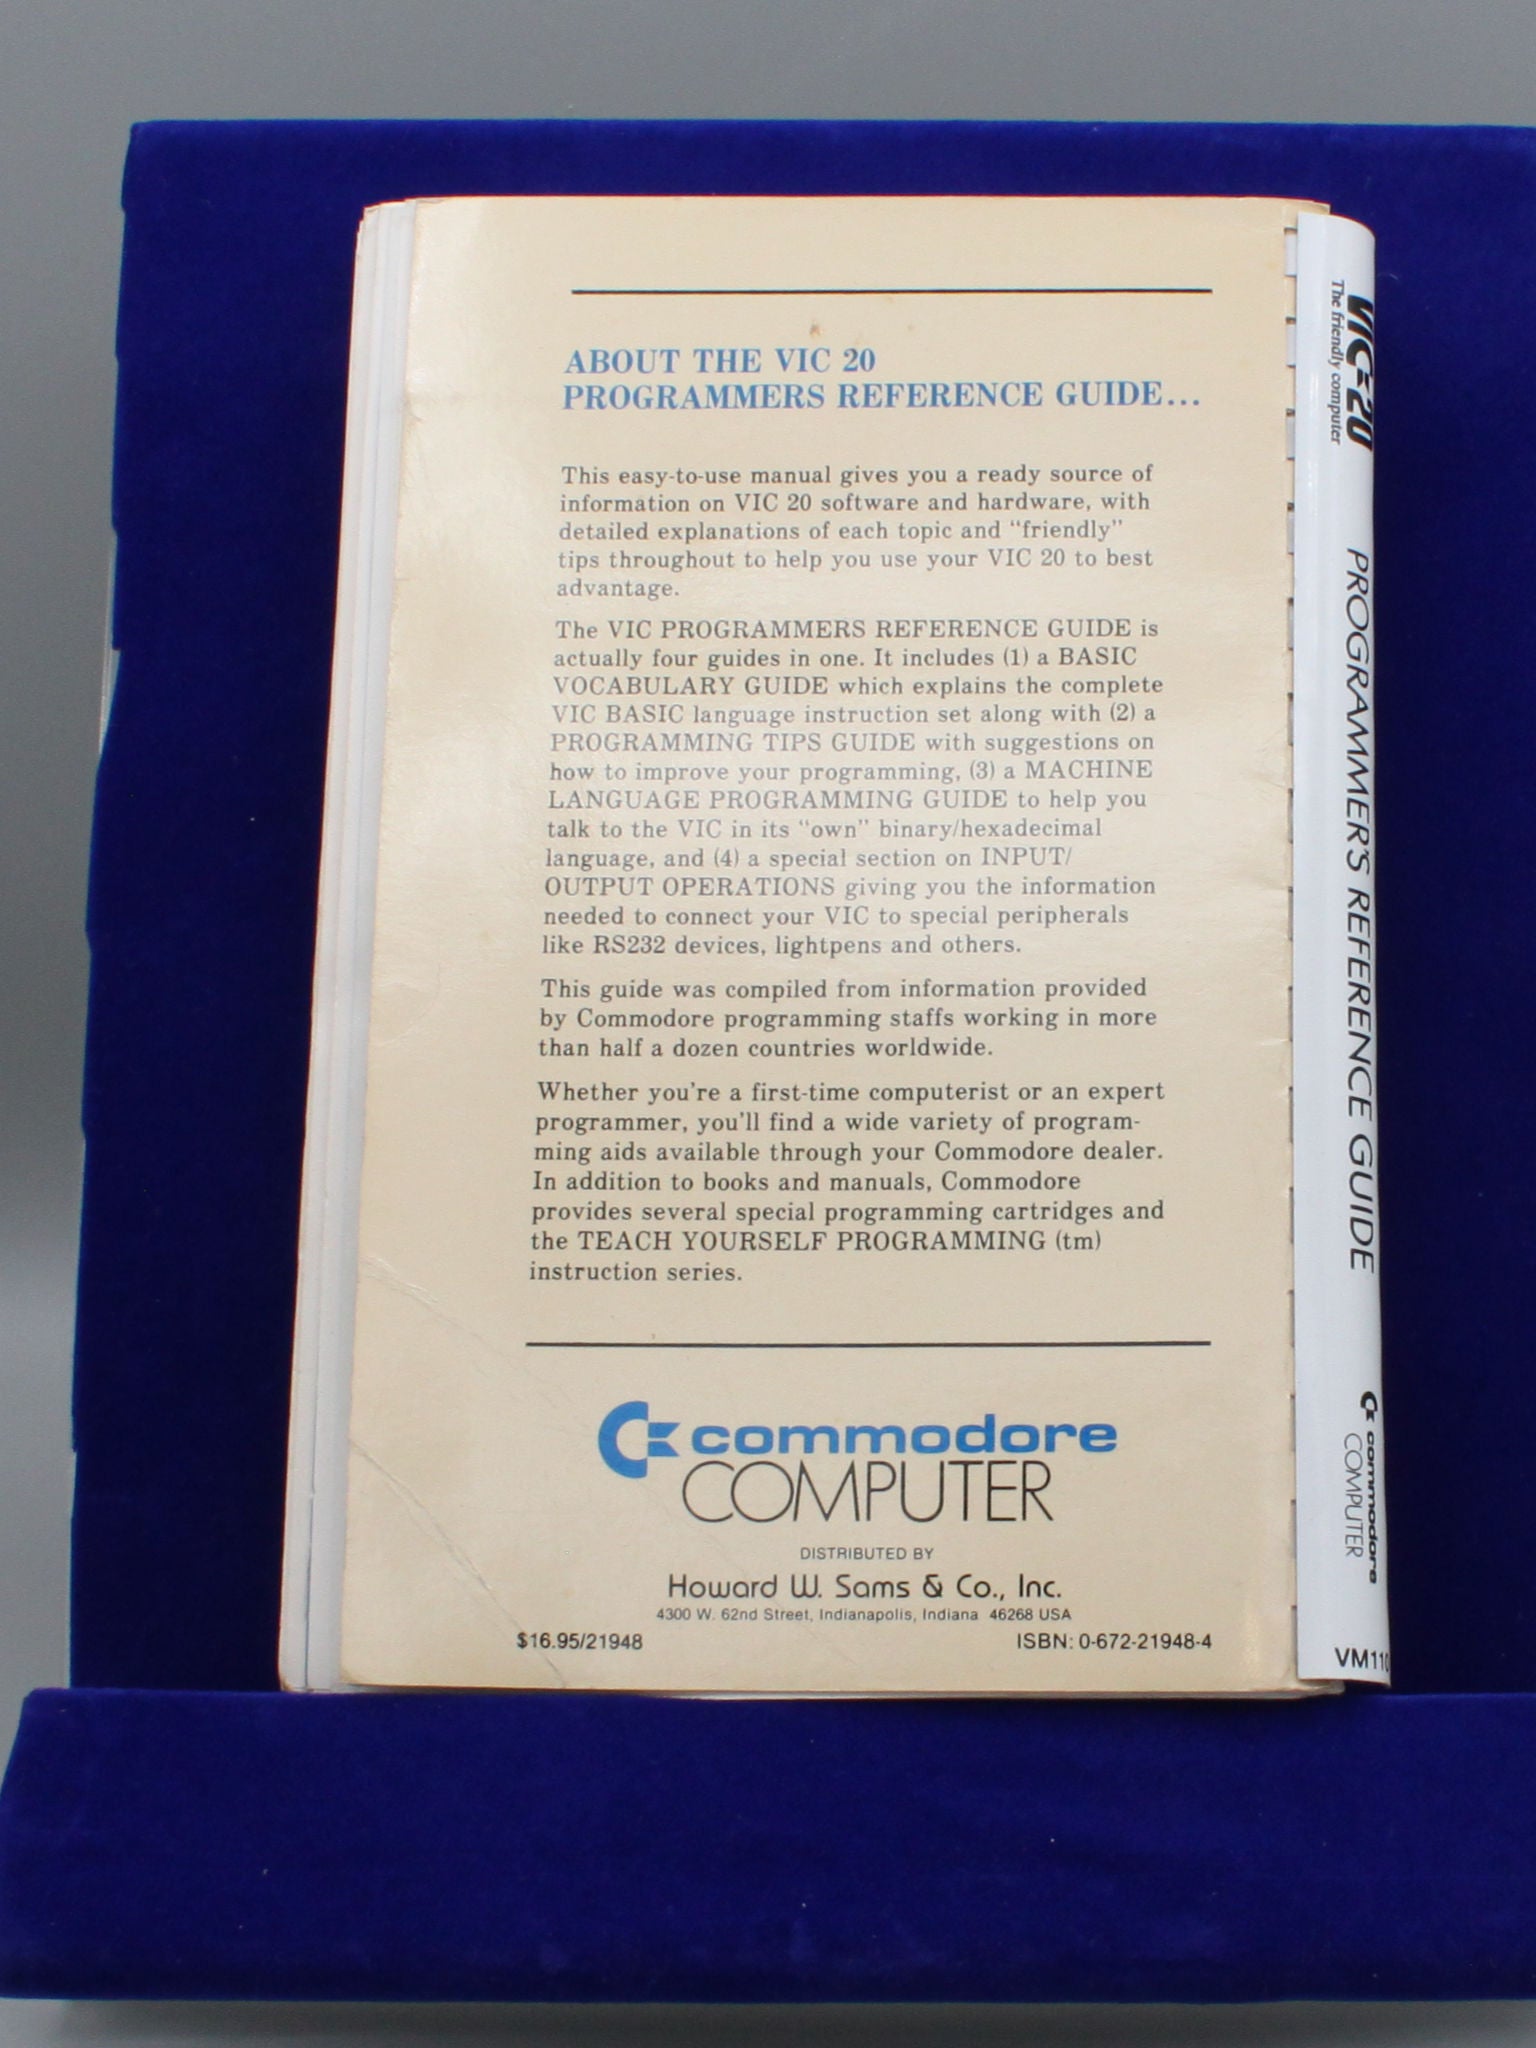 ABOUT THE VIC 20
PROGRAMMERS REFERENCE GUIDE...
This easy-to-use manual gives you a ready source of
information on VIC 20 software and hardware, with
detailed explanations of each topic and "friendly"
tips throughout to help you use your VIC 20 to best
advantage.
The VIC PROGRAMMERS REFERENCE GUIDE is
actually four guides in one. It includes (1) a BASIC
VOCABULARY GUIDE which explains the complete
VIC BASIC language instruction set along with (2) a
PROGRAMMING TIPS GUIDE with suggestions on
how to improve your programming, (3) a MACHINE
LANGUAGE PROGRAMMING GUIDE to help you
talk to the VIC in its "own" binary/hexadecimal
language, and (4) a special section on INPUT/
OUTPUT OPERATIONS giving you the information
needed to connect your VIC to special peripherals
like RS232 devices, lightpens and others.
This guide was compiled from information provided
by Commodore programming staffs working in more
than half a dozen countries worldwide.
Whether you're a first-time computerist or an expert
programmer, you'll find a wide variety of program-
ming aids available through your Commodore dealer.
In addition to books and manuals, Commodore
provides several special programming cartridges and
the TEACH YOURSELF PROGRAMMING (tm)
instruction series.
commodore
COMPUTER
DISTRIBUTED BY
Howard W. Sams & Co., Inc.
4300 W. 62nd Street, Indianapolis, Indiana 46268 USA
$16.95/21948
ISBN: 0-672-21948-4
VIC-20
The friendly computer
PROGRAMMER'S REFERENCE GUIDE
commodore
COMPUTER
VM110